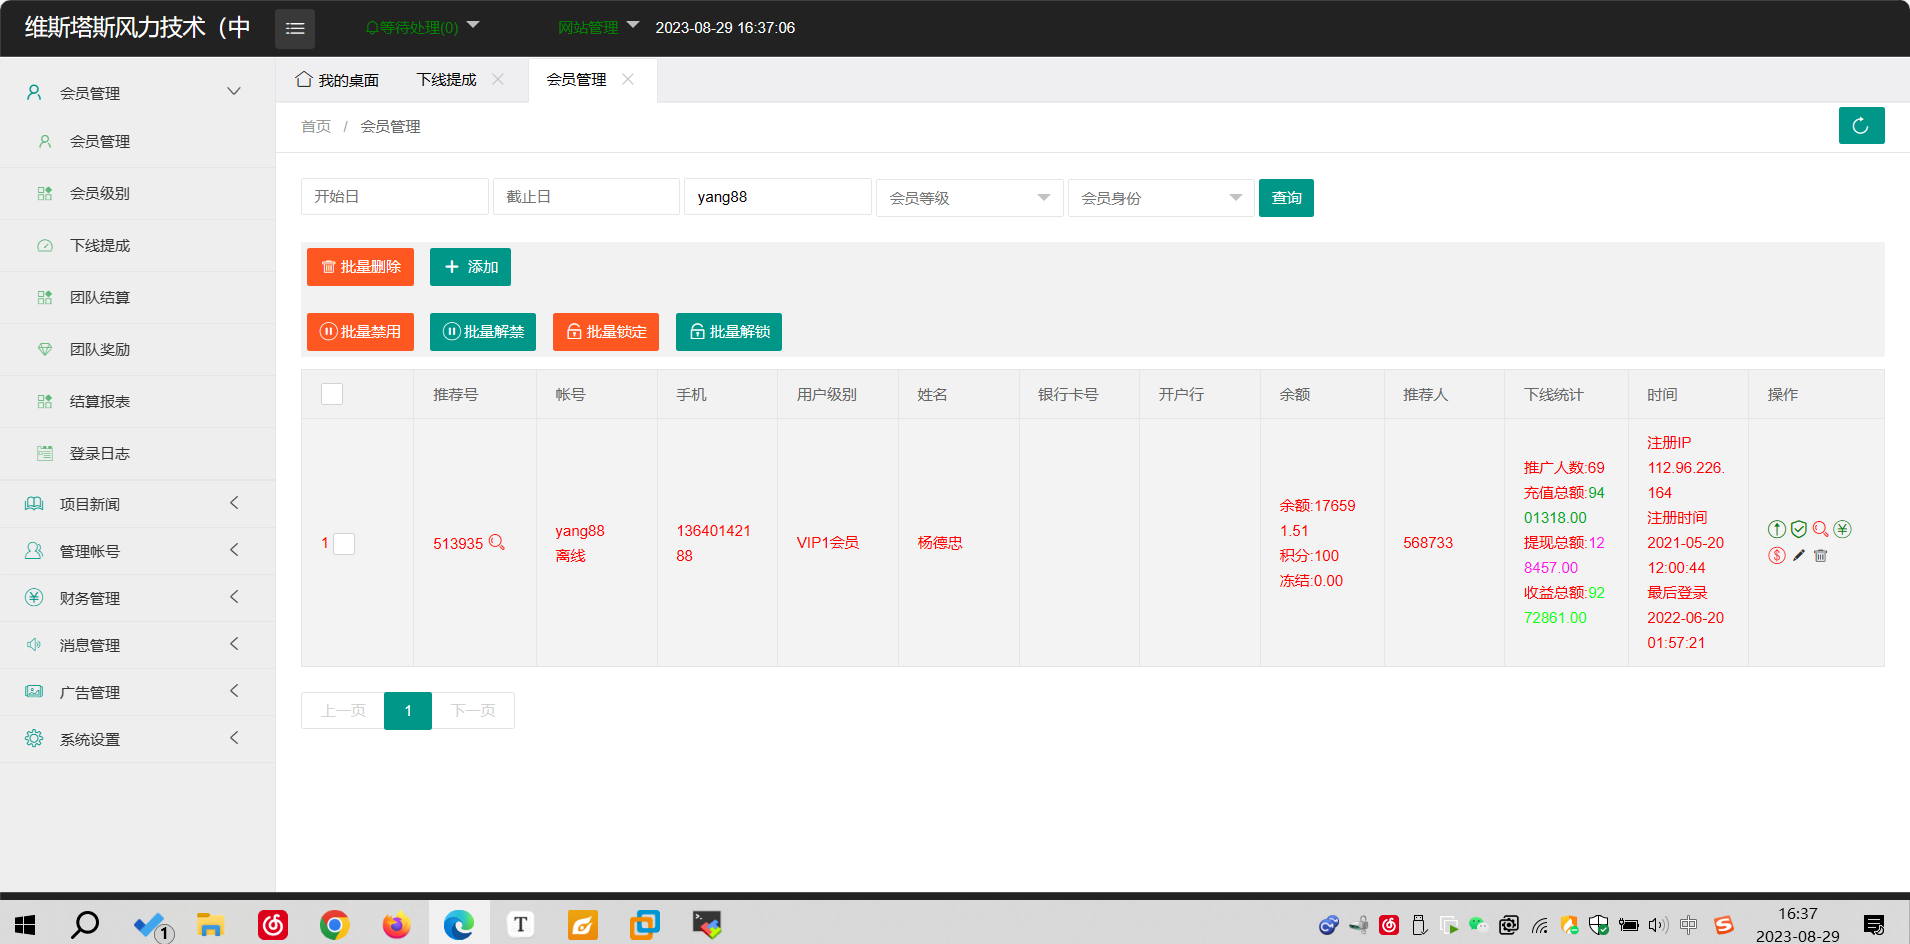 维斯塔斯风力技术（中
等待处理(0)
网站管理
2023-08-29 16:37:06
会员管理
会员管理
会员级别
下线提成
团队结算
团队奖励
结算报表
登录日志
项目新闻
管理帐号
财务管理
消息管理
广告管理
系统设置
我的桌面
下线提成
会员管理
首页 / 会员管理
开始日
截止日
yang88
会员等级
会员身份
查询
批量删除
添加
批量禁用
批量解禁
批量锁定
批量解锁
推荐号
帐号
手机
用户级别
姓名
银行卡号
开户行
余额
推荐人
下线统计
时间
操作
1
513935
yang88
离线
136401421
88
VIP1会员
杨德忠
余额:17659
1.51
积分:100
冻结:0.00
568733
推广人数:69
充值总额:94
01318.00
提现总额:12
8457.00
收益总额:92
72861.00
注册IP
112.96.226.
164
注册时间
2021-05-20
12:00:44
最后登录
2022-06-20
01:57:21
上一页
1
下一页
1
T
中
16:37
2023-08-29